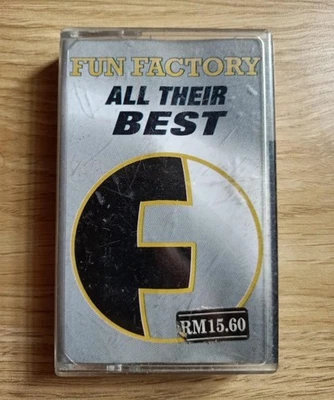 FUN FACTORY
ALL THEIR
BEST
F
RM15.60